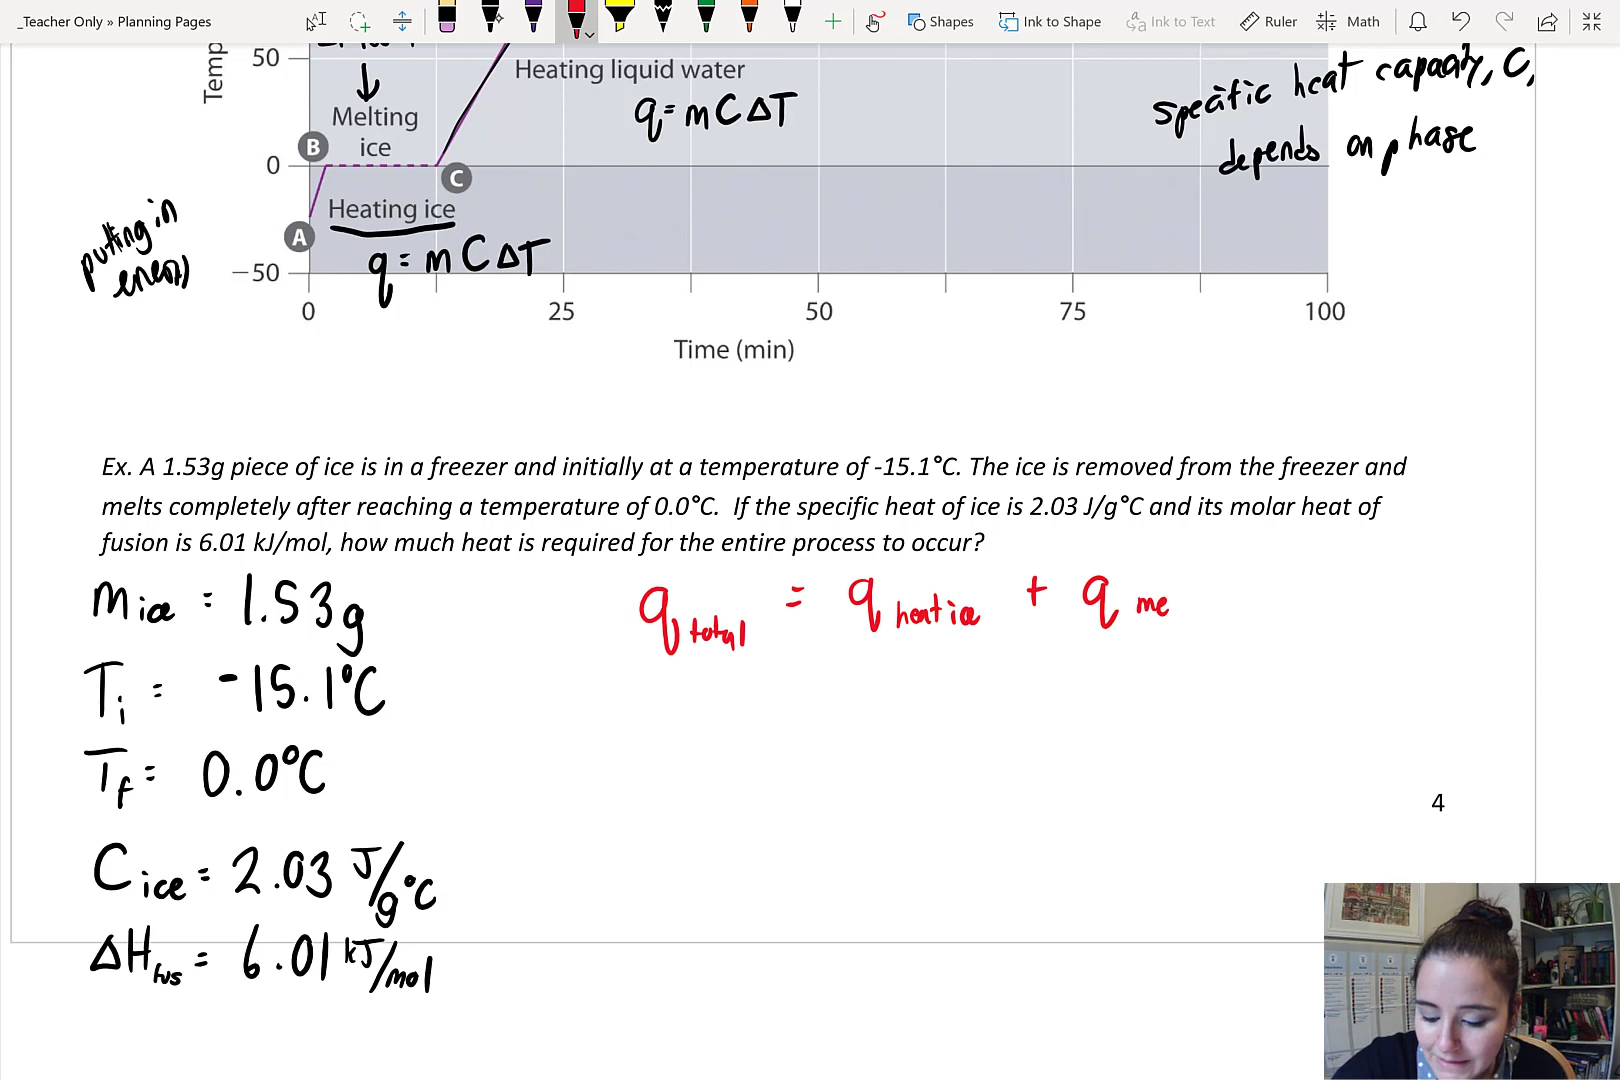 _Teacher Only » Planning Pages
Shapes
Ink to Shape
Ink to Text
Ruler
Math
Temp
50
0
−50
Heating liquid water
q = m C Δ T
specific heat capacity, C,
depends on phase
Melting
ice
B
C
A
Heating ice
q = m C Δ T
putting in
energy
0 25 50 75 100
Time (min)
Ex. A 1.53g piece of ice is in a freezer and initially at a temperature of -15.1°C. The ice is removed from the freezer and
melts completely after reaching a temperature of 0.0°C. If the specific heat of ice is 2.03 J/g°C and its molar heat of
fusion is 6.01 kJ/mol, how much heat is required for the entire process to occur?
m ice = 1.53g
Ti = -15.1°C
Tf = 0.0°C
C ice = 2.03 J/g°C
ΔH fus = 6.01 kJ/mol
q total = q heat ice + q me
4